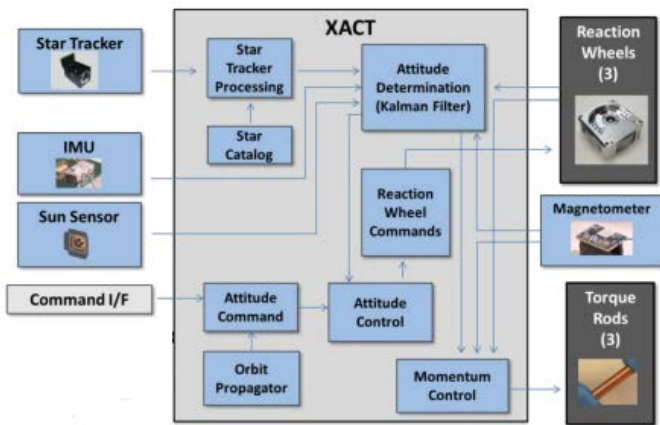 XACT
Star Tracker
Star
Tracker
Processing
Attitude
Determination
(Kalman Filter)
Reaction
Wheels
(3)
IMU
Star
Catalog
Sun Sensor
Reaction
Wheel
Commands
Magnetometer
Command I/F
Attitude
Command
Attitude
Control
Torque
Rods
(3)
Orbit
Propagator
Momentum
Control